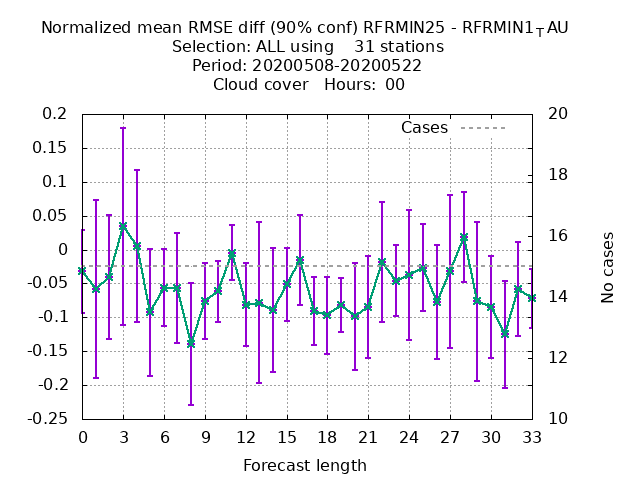 Normalized mean RMSE diff (90% conf) RFRMIN25 - RFRMIN1_TAU
Selection: ALL using 31 stations
Period: 20200508-20200522
Cloud cover Hours: 00
Cases
0.2
0.15
0.1
0.05
0
-0.05
-0.1
-0.15
-0.2
-0.25
20
18
16
14
12
10
No cases
0 3 6 9 12 15 18 21 24 27 30 33
Forecast length